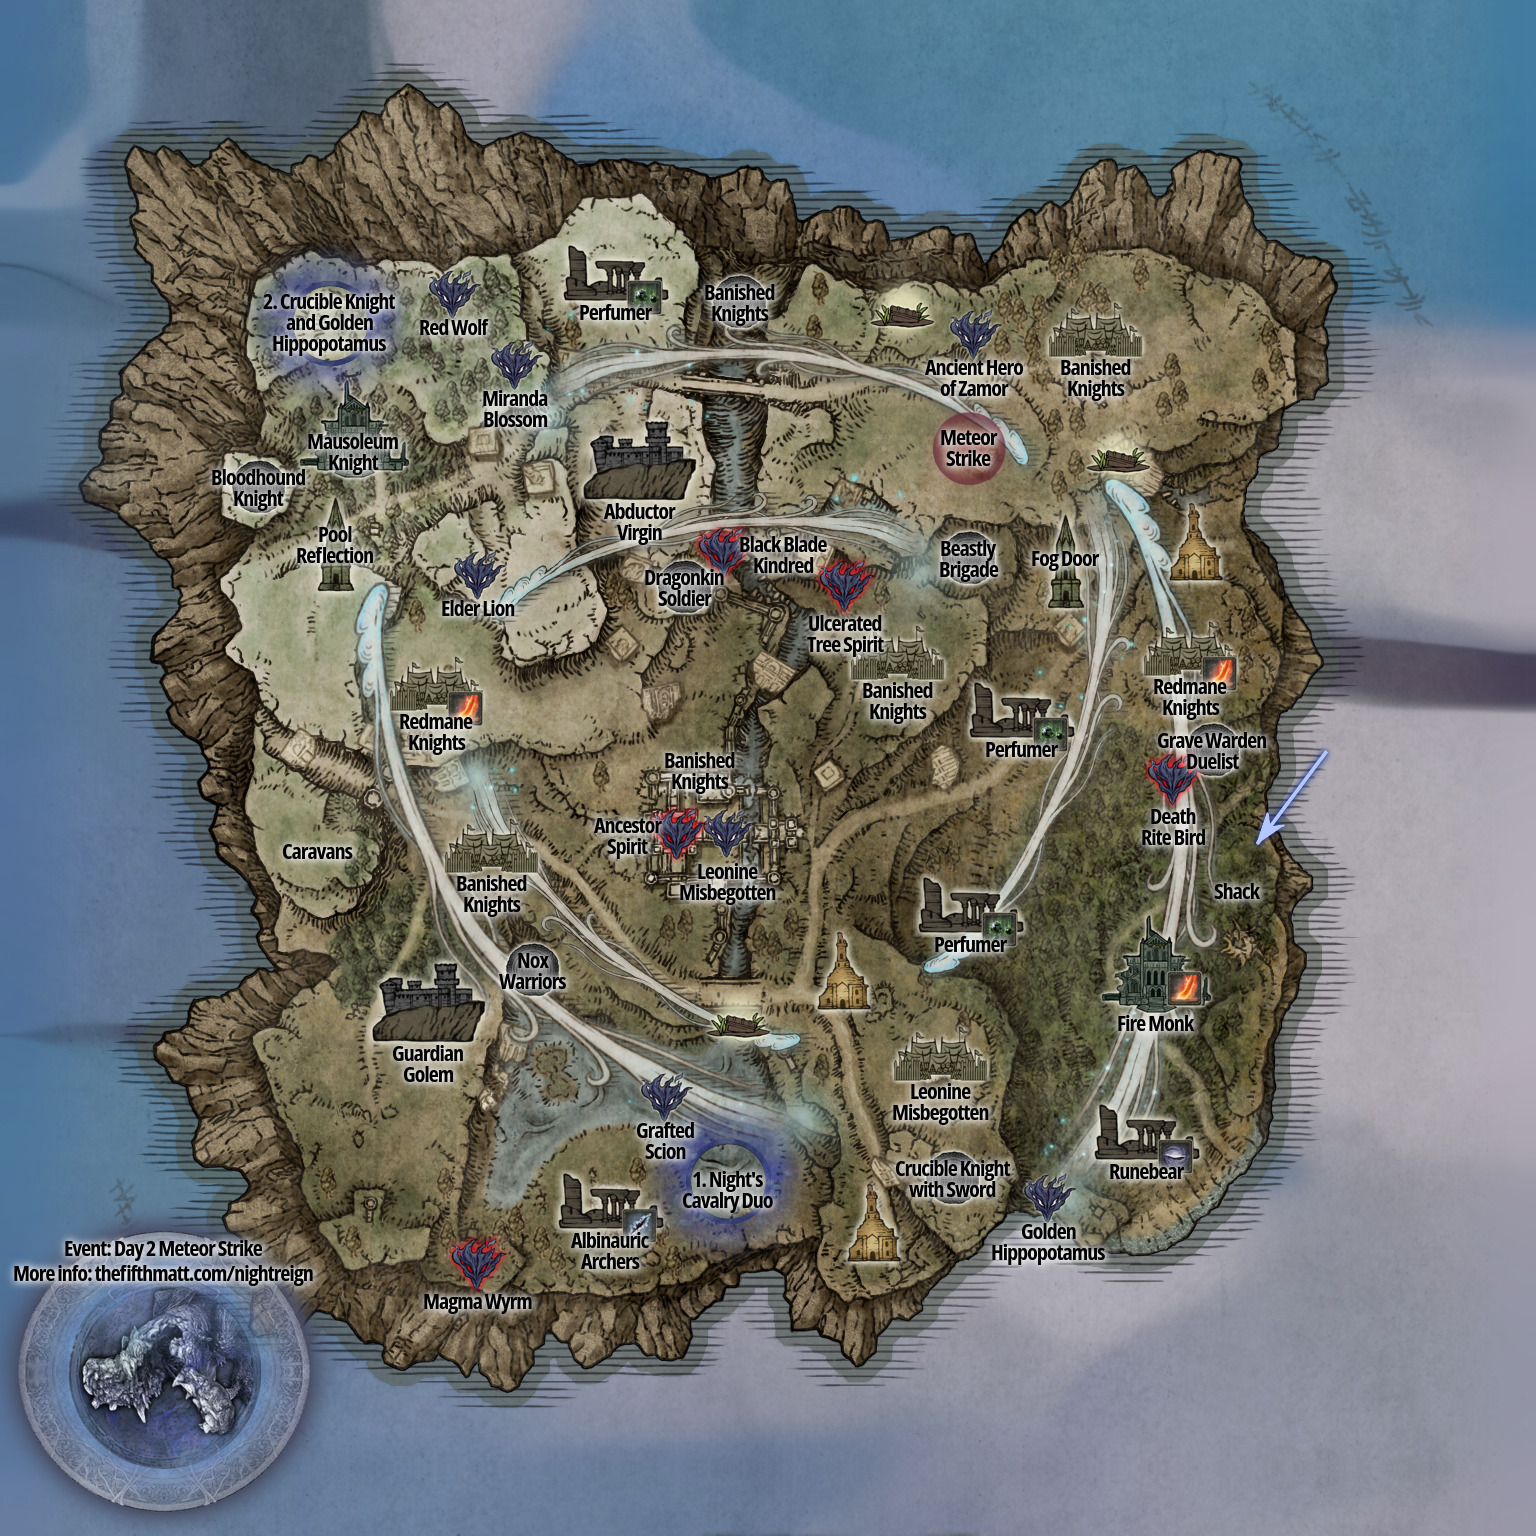 2. Crucible Knight
and Golden
Hippopotamus
Red Wolf
Perfumer
Banished
Knights
Miranda
Blossom
Ancient Hero
of Zamor
Banished
Knights
Mausoleum
Knight
Meteor
Strike
Bloodhound
Knight
Abductor
Virgin
Pool
Reflection
Black Blade
Kindred
Beastly
Brigade
Fog Door
Dragonkin
Soldier
Elder Lion
Ulcerated
Tree Spirit
Banished
Knights
Redmane
Knights
Redmane
Knights
Perfumer
Grave Warden
Duelist
Banished
Knights
Ancestor
Spirit
Death
Rite Bird
Caravans
Leonine
Misbegotten
Banished
Knights
Shack
Perfumer
Nox
Warriors
Fire Monk
Guardian
Golem
Leonine
Misbegotten
Grafted
Scion
Crucible Knight
with Sword
Runebear
1. Night's
Cavalry Duo
Albinauric
Archers
Golden
Hippopotamus
Magma Wyrm
Event: Day 2 Meteor Strike
More info: thefifthmatt.com/nightreign